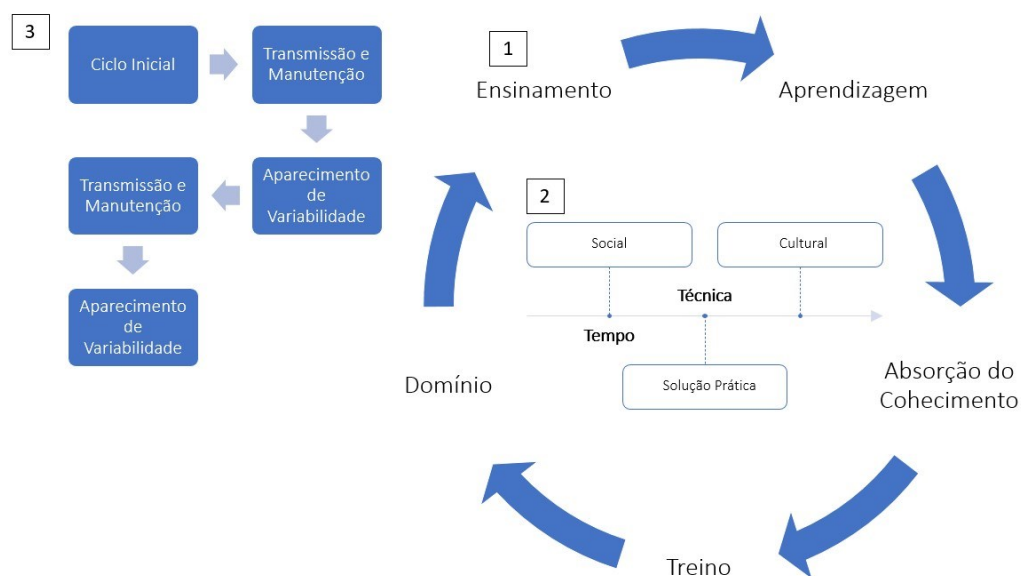 3
Ciclo Inicial
Transmissão e
Manutenção
Aparecimento
de
Variabilidade
Transmissão e
Manutenção
Aparecimento
de
Variabilidade
1
Ensinamento
Aprendizagem
Absorção do
Cohecimento
Treino
Domínio
2
Social
Cultural
Técnica
Tempo
Solução Prática